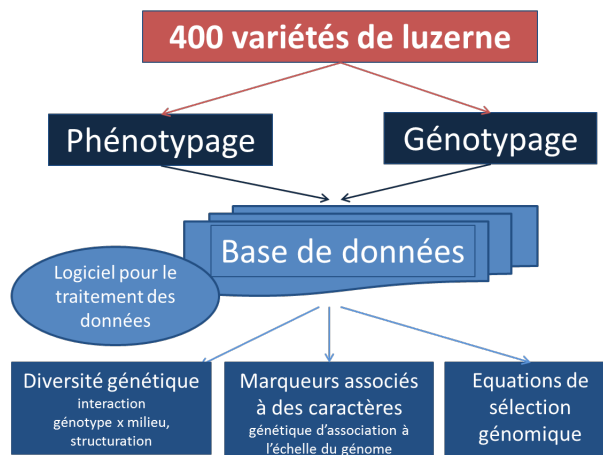 400 variétés de luzerne
Phénotypage
Génotypage
Base de données
Logiciel pour le
traitement des
données
Diversité génétique
interaction
génotype x milieu,
structuration
Marqueurs associés
à des caractères
génétique d’association à
l’échelle du génome
Equations de
sélection
génomique